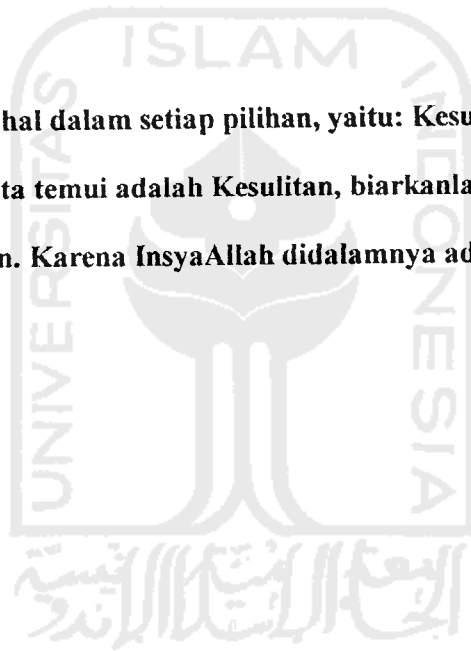 ISLAM
hal dalam setiap pilihan, yaitu: Kesu
ta temui adalah Kesulitan, biarkanla
n. Karena InsyaAllah didalamnya ad
UNIVERSITAS
INDONESIA